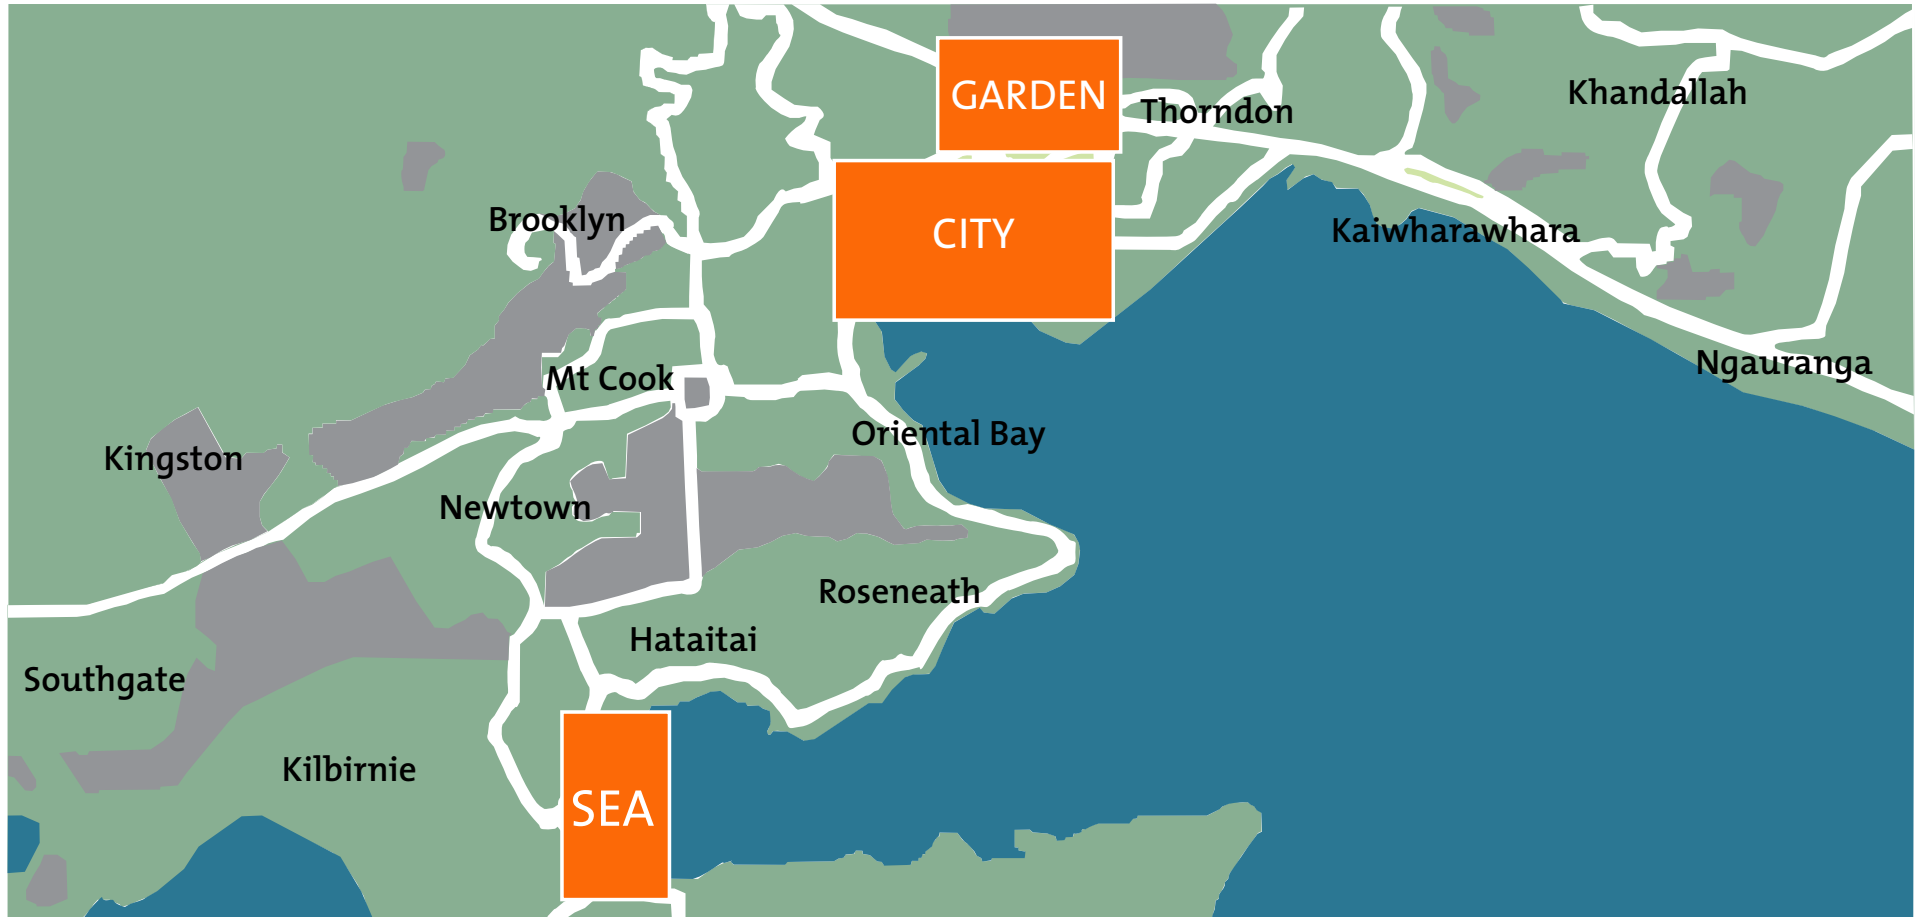 GARDEN
Thorndon
Khandallah
Brooklyn
CITY
Kaiwharawhara
Ngauranga
Mt Cook
Oriental Bay
Kingston
Newtown
Roseneath
Hataitai
Southgate
Kilbirnie
SEA